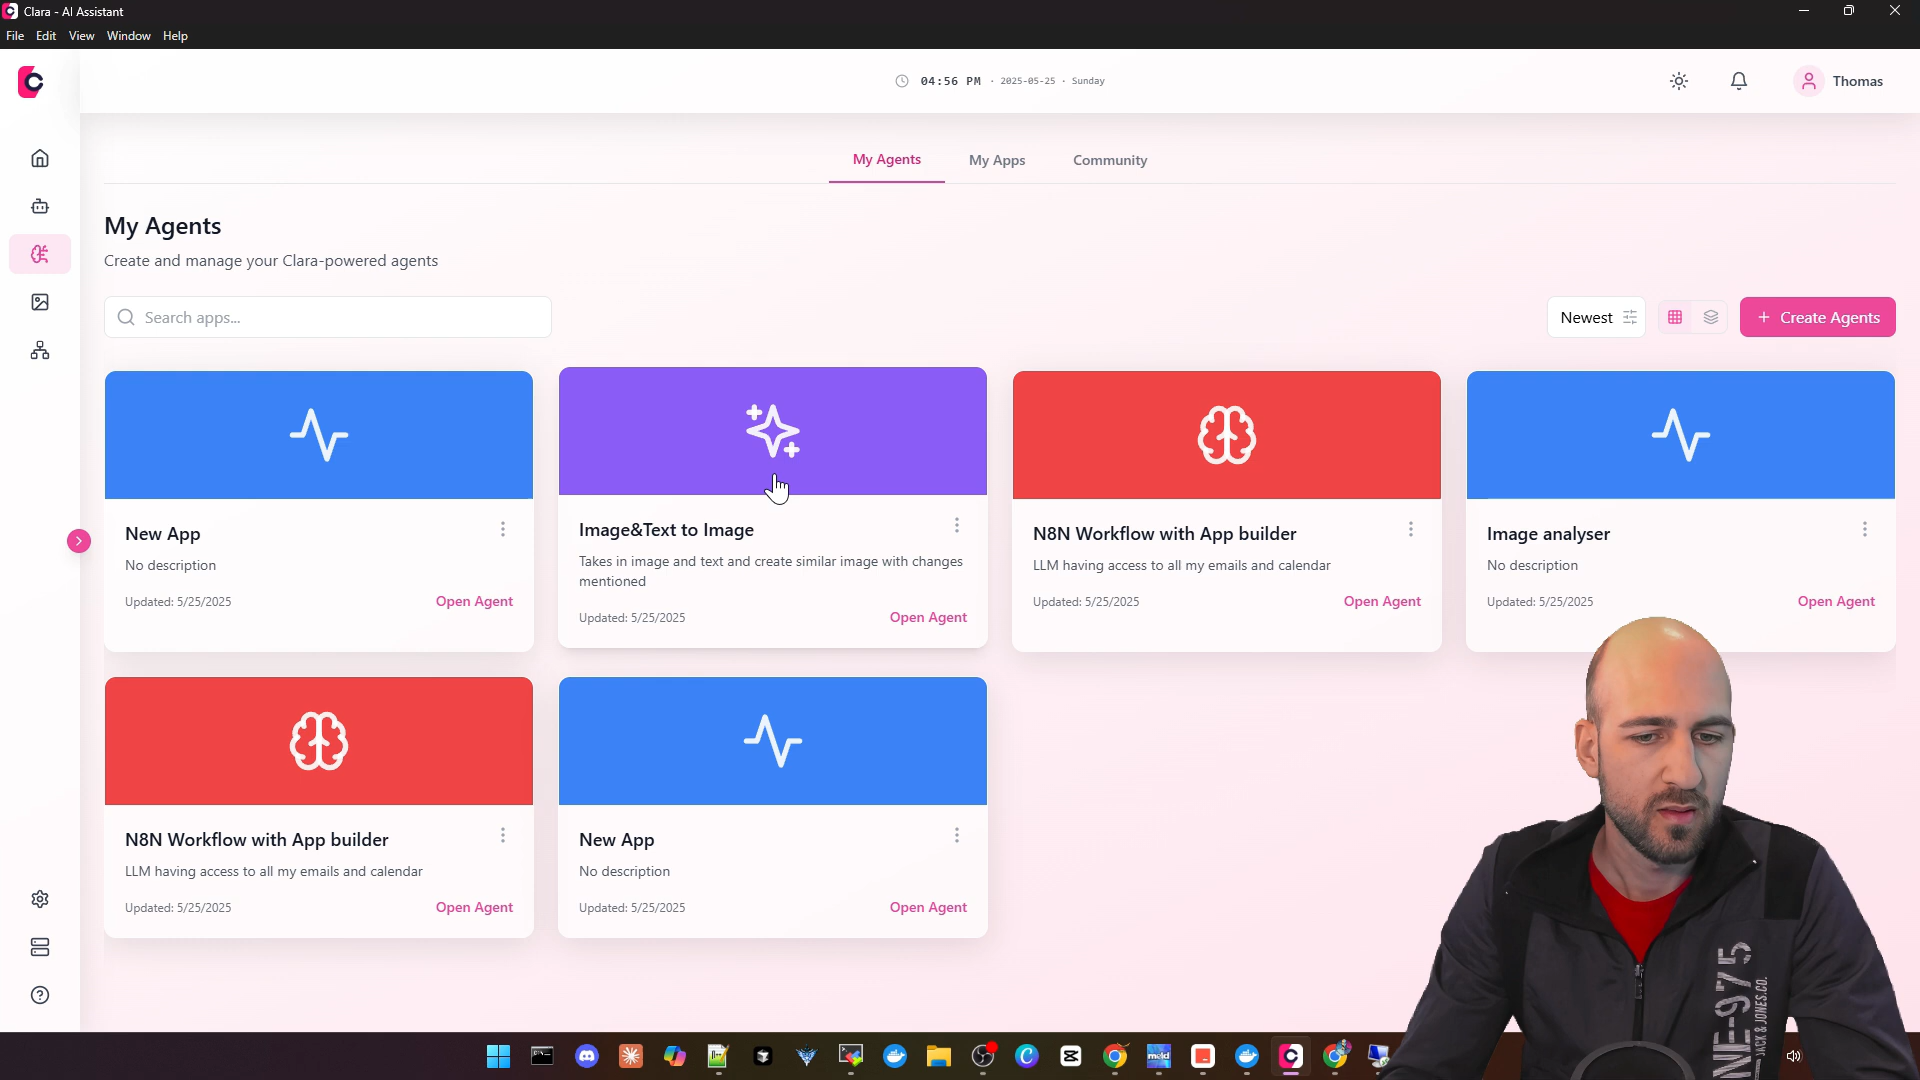 Clara - AI Assistant
File Edit View Window Help
04:56 PM · 2025-05-25 · Sunday
Thomas
My Agents
My Apps
Community
My Agents
Create and manage your Clara-powered agents
Search apps...
Newest
+ Create Agents
New App
No description
Updated: 5/25/2025
Open Agent
Image&Text to Image
Takes in image and text and create similar image with changes
mentioned
Updated: 5/25/2025
Open Agent
N8N Workflow with App builder
LLM having access to all my emails and calendar
Updated: 5/25/2025
Open Agent
Image analyser
No description
Updated: 5/25/2025
Open Agent
N8N Workflow with App builder
LLM having access to all my emails and calendar
Updated: 5/25/2025
Open Agent
New App
No description
Updated: 5/25/2025
Open Agent
NE-975
JACK & JONES.CO.
meld